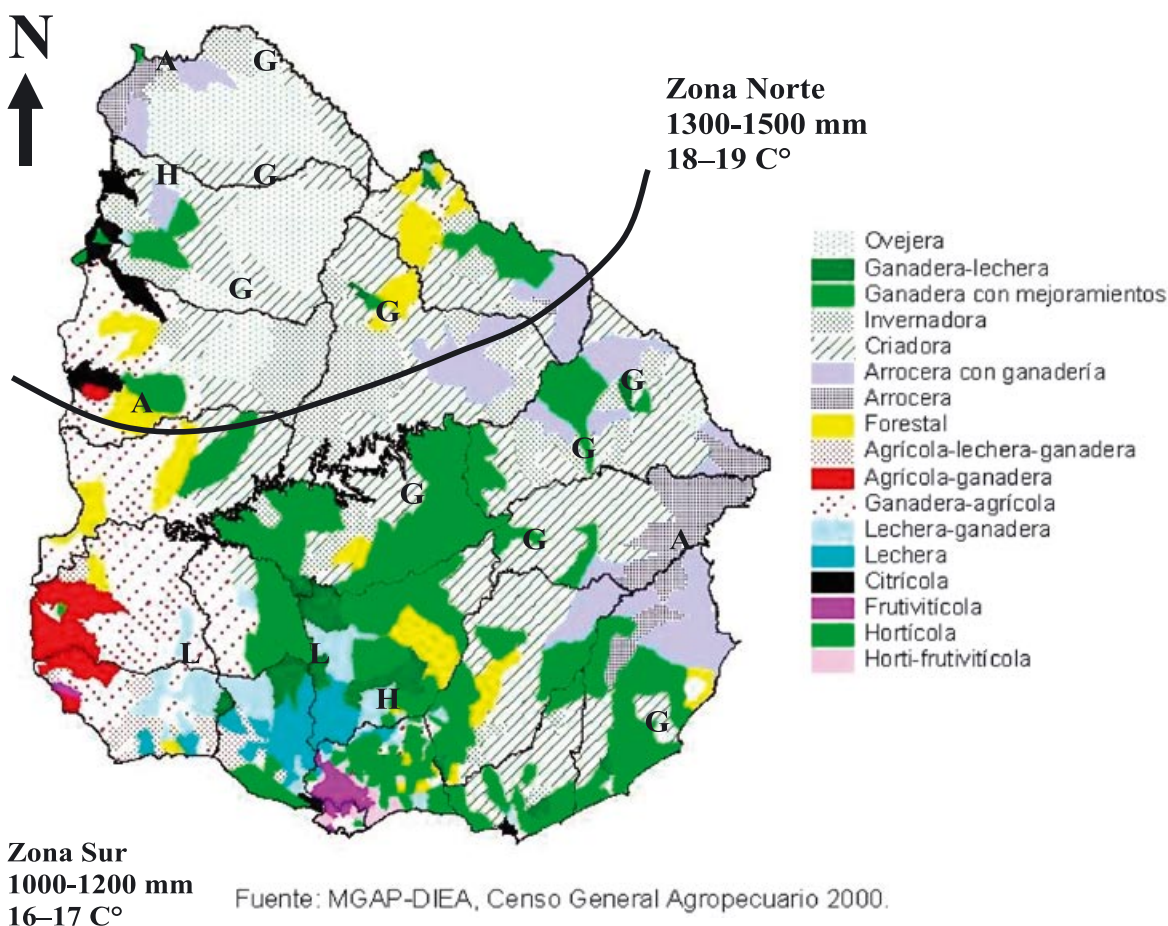 N
A
G
Zona Norte
1300-1500 mm
18–19 C°
H
G
G
G
A
G
G
G
G
A
L
L
H
G
Ovejera
Ganadera-lechera
Ganadera con mejoramientos
Invernadora
Criadora
Arrocera con ganadería
Arrocera
Forestal
Agrícola-lechera-ganadera
Agrícola-ganadera
Ganadera-agrícola
Lechera-ganadera
Lechera
Citrícola
Frutivitícola
Hortícola
Horti-frutivitícola
Zona Sur
1000-1200 mm
16–17 C°
Fuente: MGAP-DIEA, Censo General Agropecuario 2000.